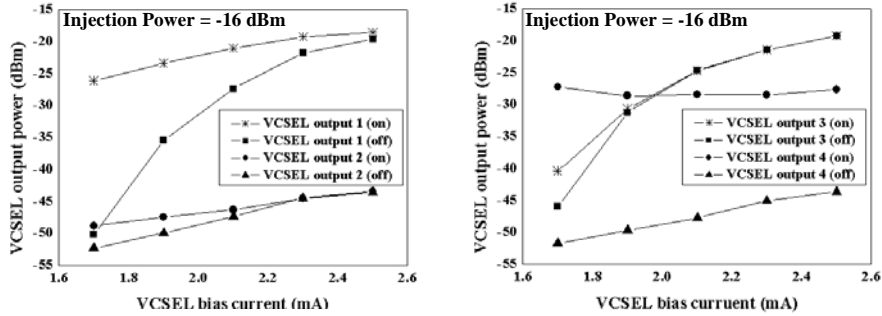 Injection Power = -16 dBm
VCSEL output power (dBm)
-15
-20
-25
-30
-35
-40
-45
-50
-55
VCSEL output 1 (on)
VCSEL output 1 (off)
VCSEL output 2 (on)
VCSEL output 2 (off)
1.6
1.8
2.0
2.2
2.4
2.6
VCSEL bias current (mA)
Injection Power = -16 dBm
VCSEL output power (dBm)
-15
-20
-25
-30
-35
-40
-45
-50
-55
VCSEL output 3 (on)
VCSEL output 3 (off)
VCSEL output 4 (on)
VCSEL output 4 (off)
1.6
1.8
2.0
2.2
2.4
2.6
VCSEL bias curruent (mA)